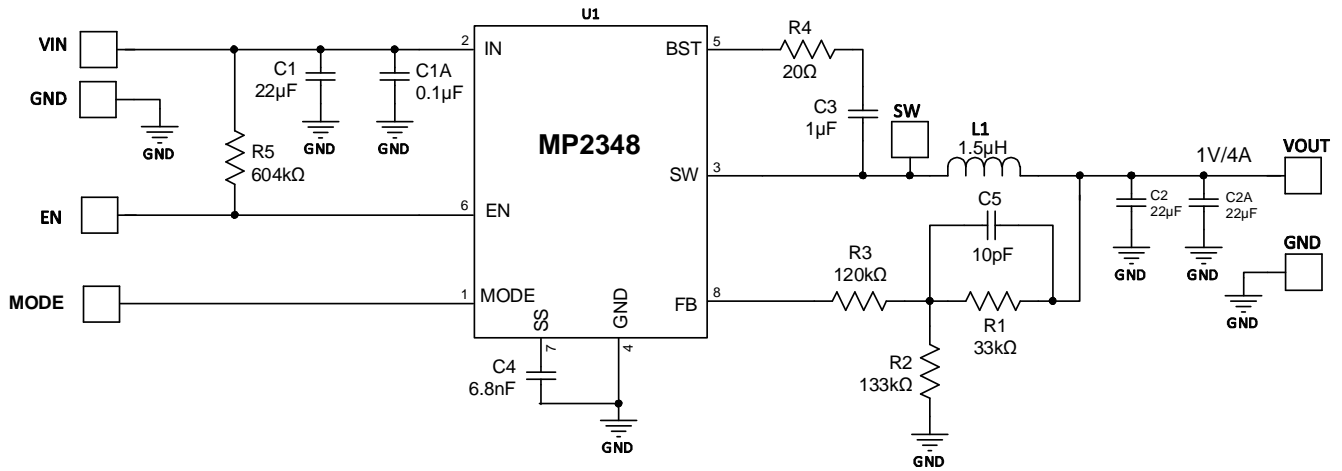 U1
VIN
2
IN
BST
5
R4
20Ω
C1
22µF
C1A
0.1µF
GND
GND
GND
GND
C3
1µF
SW
L1
1.5µH
MP2348
R5
604kΩ
SW
3
1V/4A
VOUT
C2
22µF
C2A
22µF
GND
GND
GND
GND
EN
6
EN
C5
10pF
R3
120kΩ
MODE
1
MODE
SS
GND
FB
8
R1
33kΩ
7
4
C4
6.8nF
GND
R2
133kΩ
GND